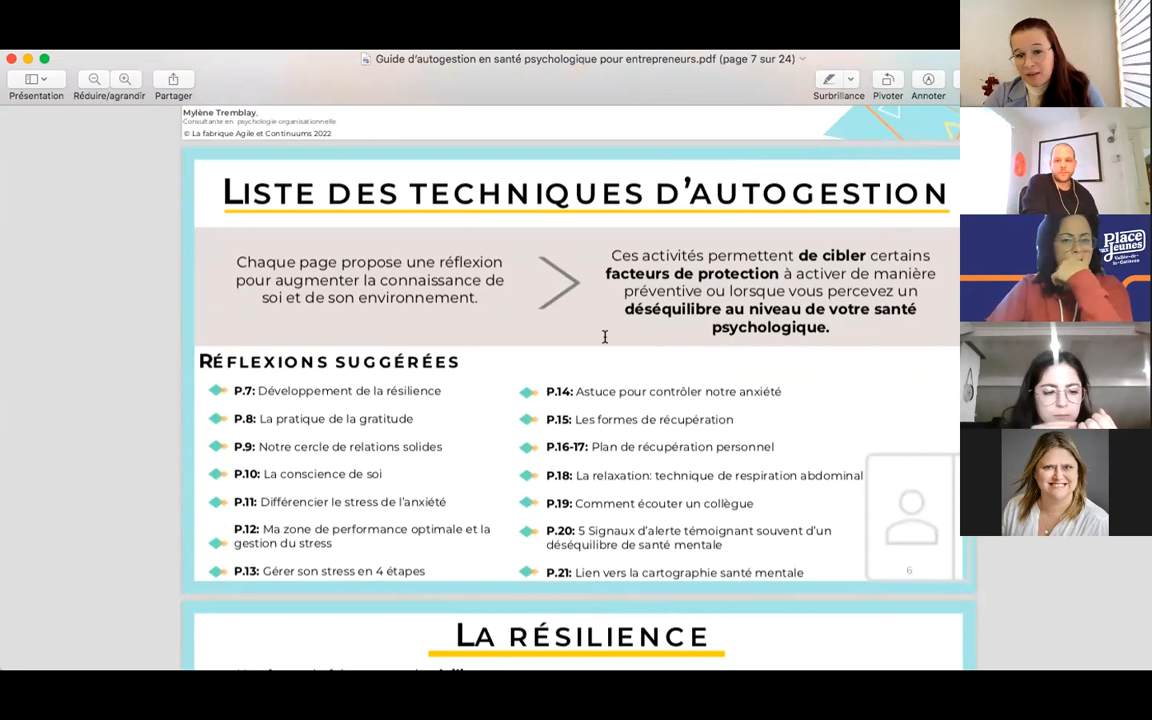 Guide d'autogestion en santé psychologique pour entrepreneurs.pdf (page 7 sur 24)
Présentation
Réduire/agrandir
Partager
Surbrillance
Pivoter
Annoter
Mylène Tremblay,
Consultante en psychologie organisationnelle
© La fabrique Agile et Continuums 2022
LISTE DES TECHNIQUES D'AUTOGESTION
Chaque page propose une réflexion
pour augmenter la connaissance de
soi et de son environnement.
Ces activités permettent de cibler certains
facteurs de protection à activer de manière
préventive ou lorsque vous percevez un
déséquilibre au niveau de votre santé
psychologique.
RÉFLEXIONS SUGGÉRÉES
P.7: Développement de la résilience
P.8: La pratique de la gratitude
P.9: Notre cercle de relations solides
P.10: La conscience de soi
P.11: Différencier le stress de l'anxiété
P.12: Ma zone de performance optimale et la
gestion du stress
P.13: Gérer son stress en 4 étapes
P.14: Astuce pour contrôler notre anxiété
P.15: Les formes de récupération
P.16-17: Plan de récupération personnel
P.18: La relaxation: technique de respiration abdominal
P.19: Comment écouter un collègue
P.20: 5 Signaux d'alerte témoignant souvent d'un
déséquilibre de santé mentale
P.21: Lien vers la cartographie santé mentale
6
LA RÉSILIENCE
Place
aux
Jeunes
Vallée-de-
la-Gatineau